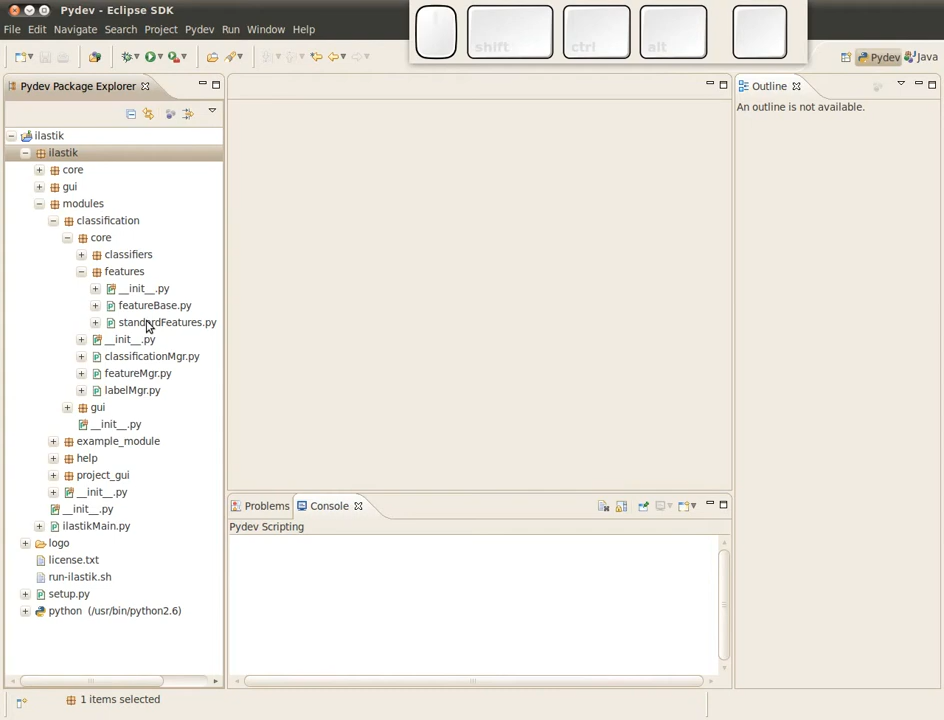 Pydev - Eclipse SDK
File Edit Navigate Search Project Pydev Run Window Help
shift ctrl alt
Pydev Java
Pydev Package Explorer
Outline
An outline is not available.
ilastik
ilastik
core
gui
modules
classification
core
classifiers
features
__init__.py
featureBase.py
standardFeatures.py
__init__.py
classificationMgr.py
featureMgr.py
labelMgr.py
gui
__init__.py
example_module
help
project_gui
__init__.py
__init__.py
ilastikMain.py
logo
license.txt
run-ilastik.sh
setup.py
python (/usr/bin/python2.6)
Problems Console
Pydev Scripting
1 items selected